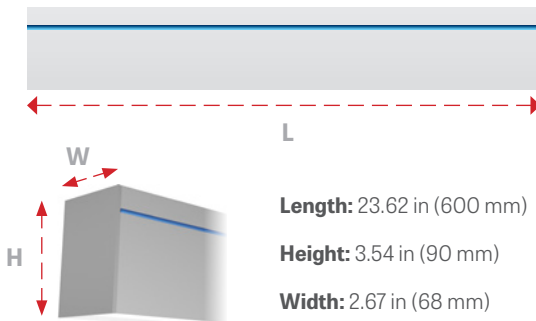 L
W
H
Length: 23.62 in (600 mm)
Height: 3.54 in (90 mm)
Width: 2.67 in (68 mm)